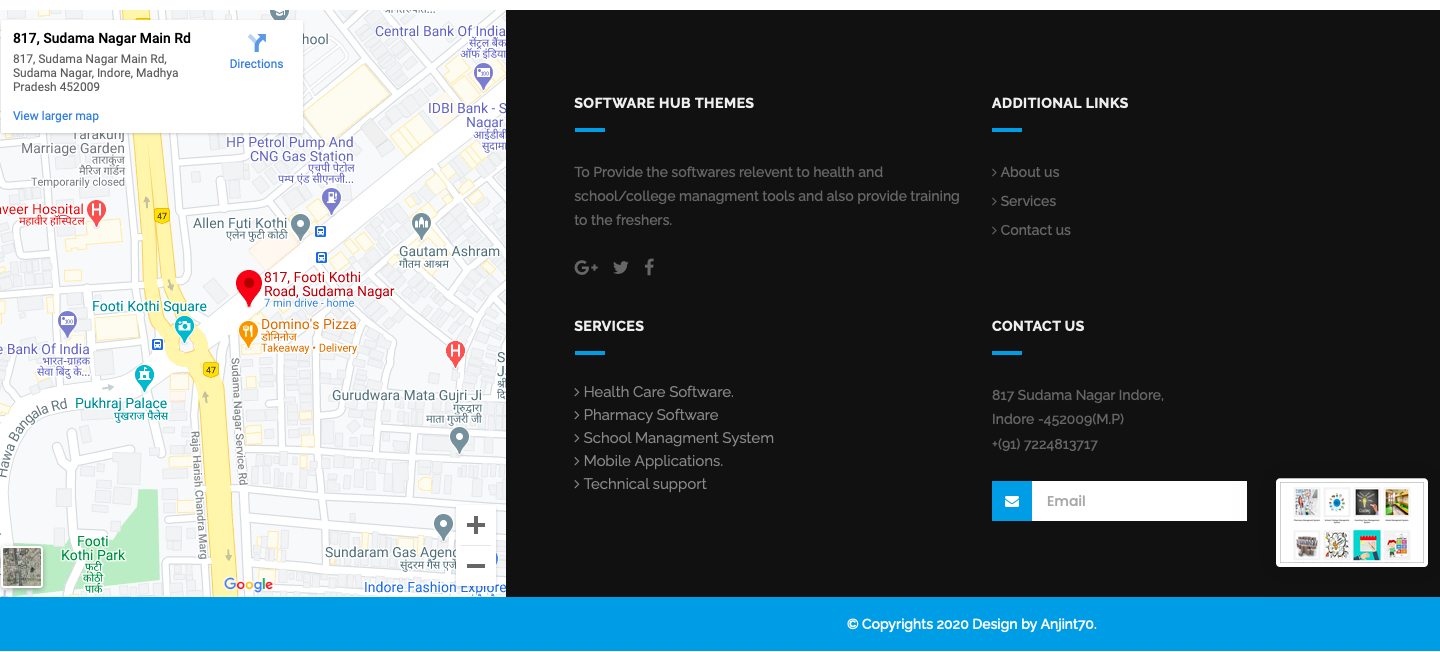 817, Sudama Nagar Main Rd
817, Sudama Nagar Main Rd,
Sudama Nagar, Indore, Madhya
Pradesh 452009
Directions
View larger map
hool
Central Bank Of India
सेंट्रल बैंक
ऑफ इंडिया
IDBI Bank - S
Nagar
आईडीबी
सुदामा
Tarakunj
Marriage Garden
ताराकुंज
मैरिज गार्डन
Temporarily closed
HP Petrol Pump And
CNG Gas Station
एचपी पेट्रोल
पम्प एंड सीएनजी...
aveer Hospital
महावीर हॉस्पिटल
47
Allen Futi Kothi
एलेन फुटी कोठी
Gautam Ashram
गौतम आश्रम
817, Footi Kothi
Road, Sudama Nagar
7 min drive - home
Footi Kothi Square
Domino's Pizza
डोमिनोज
Takeaway • Delivery
e Bank Of India
भारत-ग्राहक
सेवा बिंदु के...
47
Pukhraj Palace
पुखराज पैलेस
Gurudwara Mata Gujri Ji
गुरुद्वारा
माता गुजरी जी
Hawa Bangala Rd
Sudama Nagar Service Rd
Raja Harish Chandra Marg
Footi
Kothi Park
फुटी
कोठी
पार्क
Sundaram Gas Agenc
सुंदरम गैस एजें
Indore Fashion Explore
Google
SOFTWARE HUB THEMES
To Provide the softwares relevent to health and
school/college managment tools and also provide training
to the freshers.
G+
ADDITIONAL LINKS
> About us
> Services
> Contact us
SERVICES
> Health Care Software.
> Pharmacy Software
> School Managment System
> Mobile Applications.
> Technical support
CONTACT US
817 Sudama Nagar Indore,
Indore -452009(M.P)
+(91) 7224813717
Email
© Copyrights 2020 Design by Anjint70.